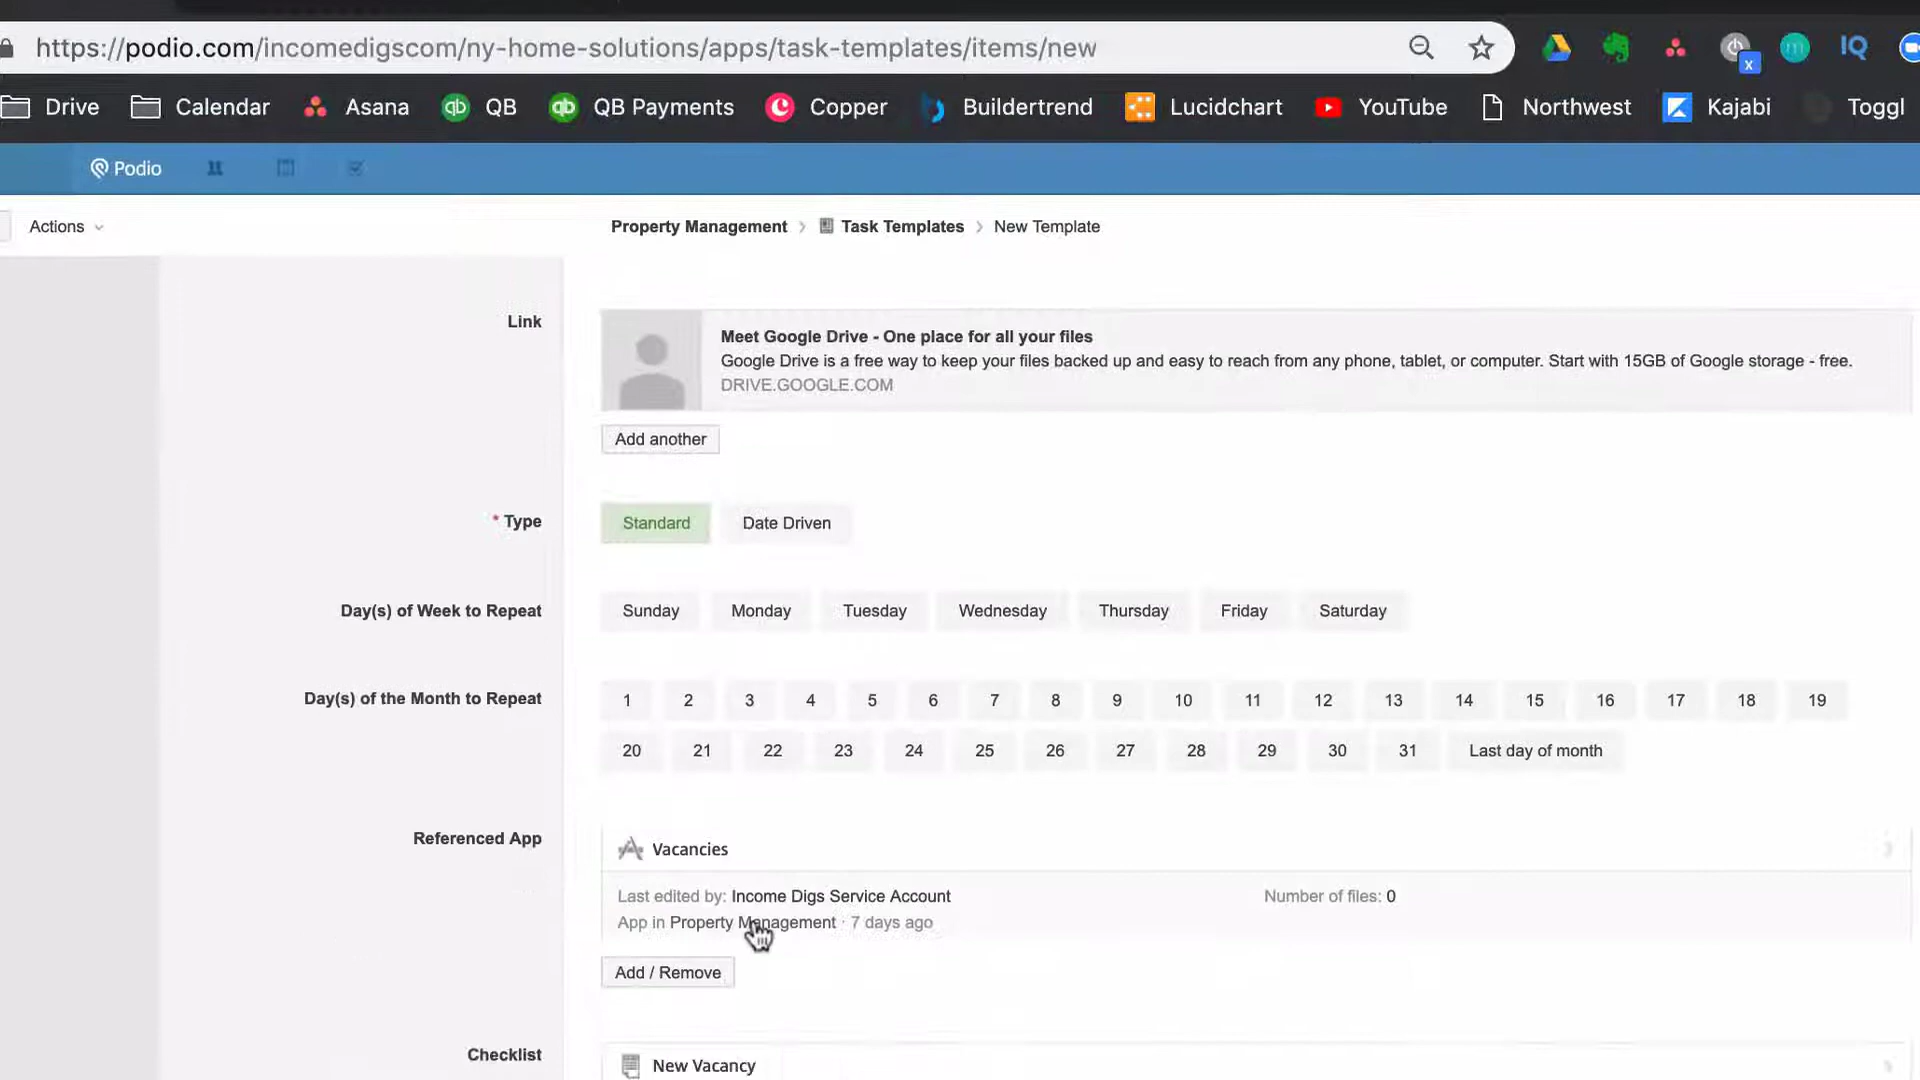 https://podio.com/incomedigscom/ny-home-solutions/apps/task-templates/items/new
x
m
IQ
Drive
Calendar
Asana
qb QB
qb QB Payments
Copper
Buildertrend
Lucidchart
YouTube
Northwest
Kajabi
Toggl
Podio
Actions
Property Management > Task Templates > New Template
Link
Meet Google Drive - One place for all your files
Google Drive is a free way to keep your files backed up and easy to reach from any phone, tablet, or computer. Start with 15GB of Google storage - free.
DRIVE.GOOGLE.COM
Add another
* Type
Standard Date Driven
Day(s) of Week to Repeat
Sunday Monday Tuesday Wednesday Thursday Friday Saturday
Day(s) of the Month to Repeat
1 2 3 4 5 6 7 8 9 10 11 12 13 14 15 16 17 18 19
20 21 22 23 24 25 26 27 28 29 30 31 Last day of month
Referenced App
Vacancies
Last edited by: Income Digs Service Account
Number of files: 0
App in Property Management · 7 days ago
Add / Remove
Checklist
New Vacancy